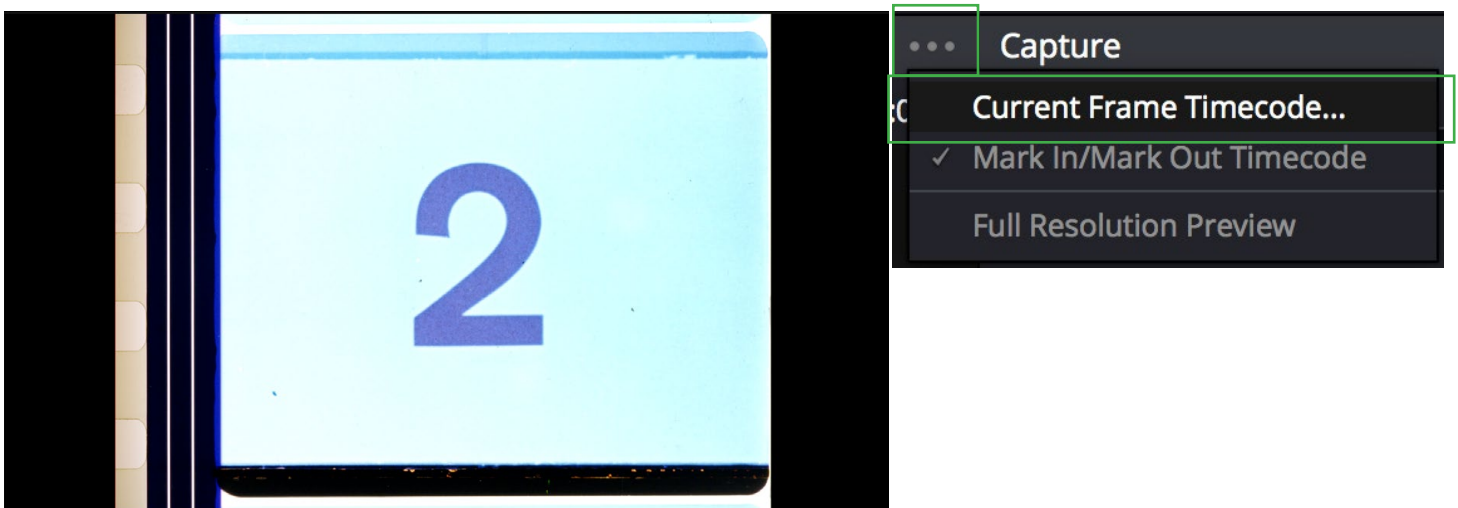 2
Capture
Current Frame Timecode...
Mark In/Mark Out Timecode
Full Resolution Preview